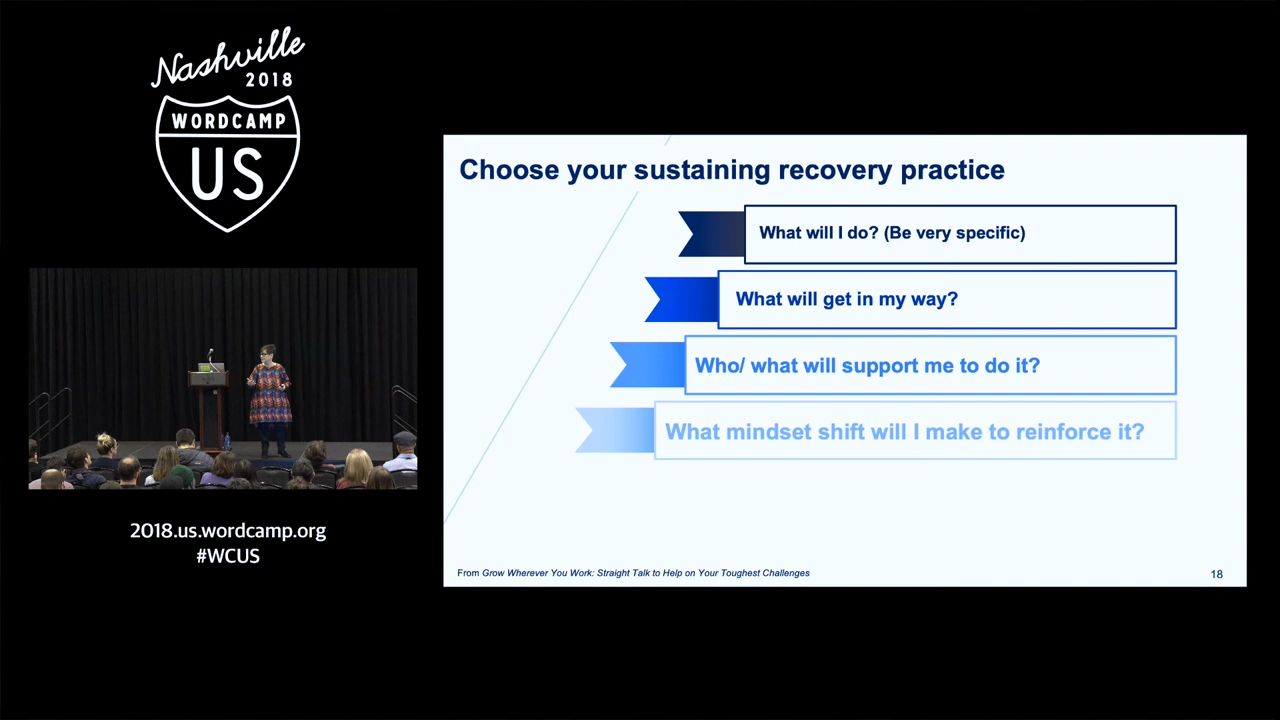 Nashville
2018
WORDCAMP
US
2018.us.wordcamp.org
#WCUS
Choose your sustaining recovery practice
What will I do? (Be very specific)
What will get in my way?
Who/ what will support me to do it?
What mindset shift will I make to reinforce it?
From Grow Wherever You Work: Straight Talk to Help on Your Toughest Challenges
18